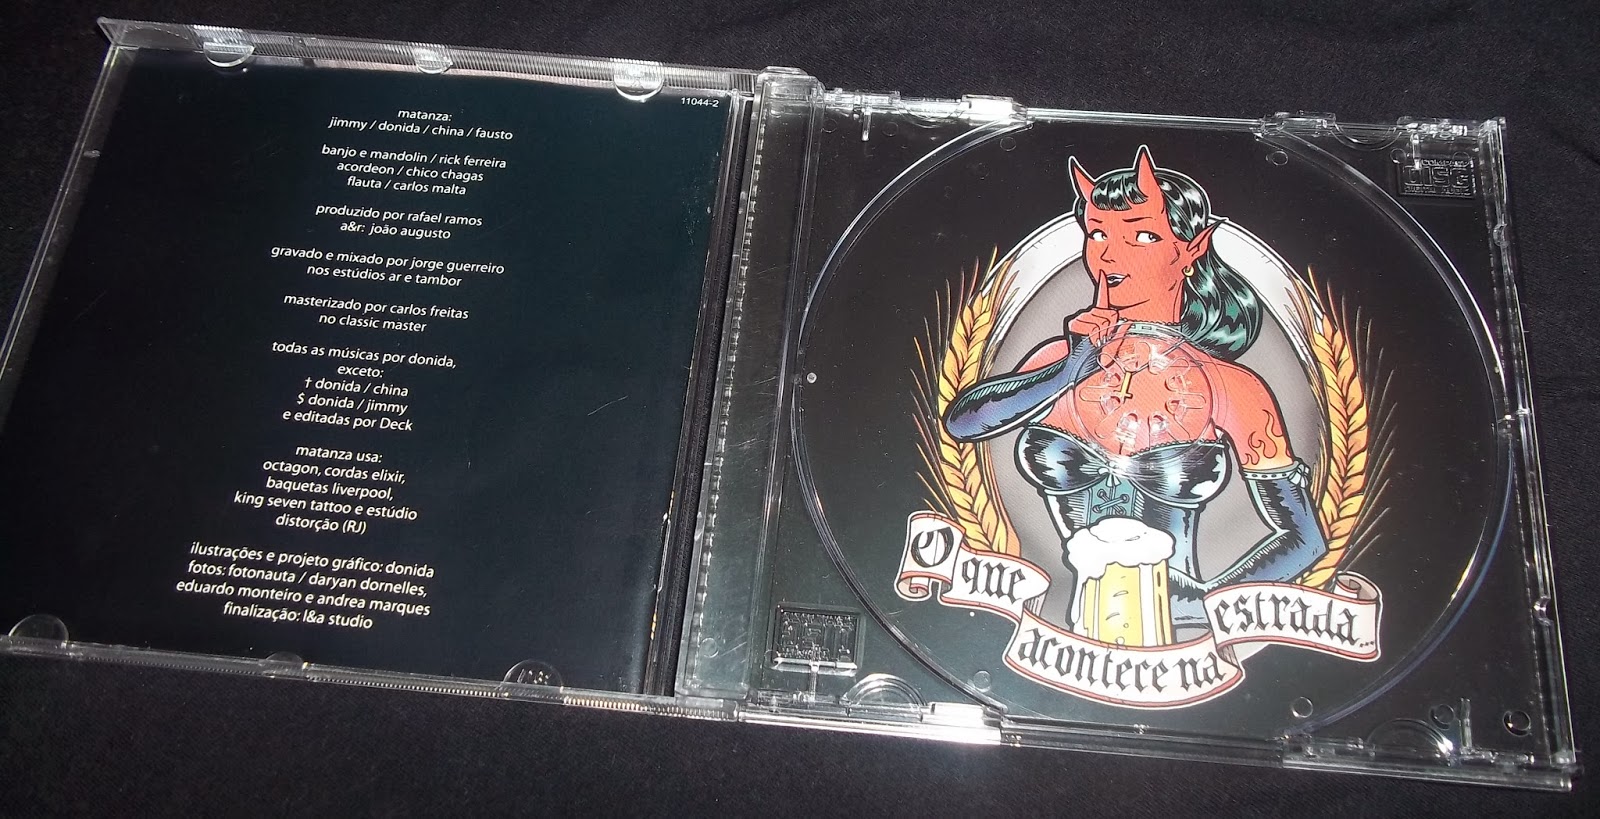 11044-2
matanza:
jimmy / donida / china / fausto
banjo e mandolin / rick ferreira
acordeon / chico chagas
flauta / carlos malta
produzido por rafael ramos
a&r: joão augusto
gravado e mixado por jorge guerreiro
nos estúdios ar e tambor
masterizado por carlos freitas
no classic master
todas as músicas por donida,
exceto:
† donida / china
$ donida / jimmy
e editadas por Deck
matanza usa:
octagon, cordas elixir,
baquetas liverpool,
king seven tattoo e estúdio
distorção (RJ)
ilustrações e projeto gráfico: donida
fotos: fotonauta / daryan dornelles,
eduardo monteiro e andrea marques
finalização: l&a studio
O que
acontece na
estrada...
COMPACT
disc
DIGITAL AUDIO